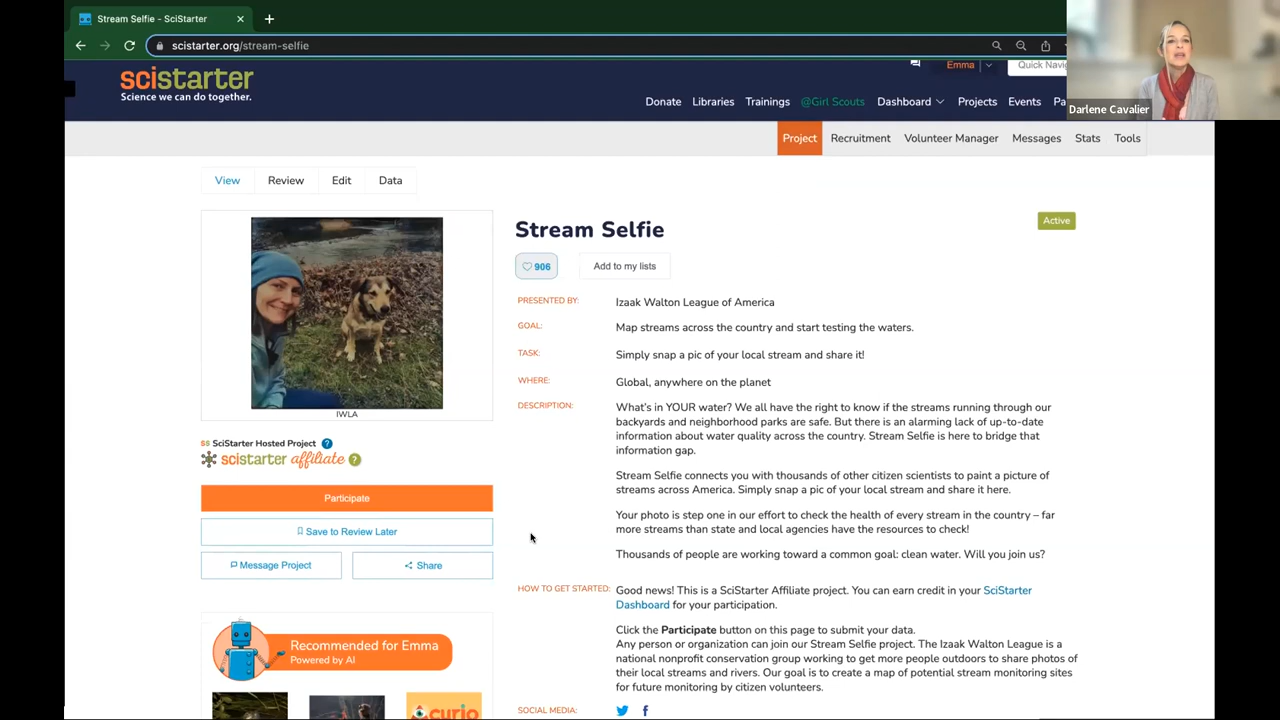 Stream Selfie - SciStarter
scistarter.org/stream-selfie
scistarter
Science we can do together.
Emma
Quick Navi
Donate Libraries Trainings @Girl Scouts Dashboard Projects Events Pa
Darlene Cavalier
Project Recruitment Volunteer Manager Messages Stats Tools
View Review Edit Data
IWLA
SS SciStarter Hosted Project ?
scistarter affiliate ?
Participate
Save to Review Later
Message Project Share
Recommended for Emma
Powered by AI
curio
Stream Selfie
Active
906 Add to my lists
PRESENTED BY: Izaak Walton League of America
GOAL: Map streams across the country and start testing the waters.
TASK: Simply snap a pic of your local stream and share it!
WHERE: Global, anywhere on the planet
DESCRIPTION: What's in YOUR water? We all have the right to know if the streams running through our
backyards and neighborhood parks are safe. But there is an alarming lack of up-to-date
information about water quality across the country. Stream Selfie is here to bridge that
information gap.
Stream Selfie connects you with thousands of other citizen scientists to paint a picture of
streams across America. Simply snap a pic of your local stream and share it here.
Your photo is step one in our effort to check the health of every stream in the country – far
more streams than state and local agencies have the resources to check!
Thousands of people are working toward a common goal: clean water. Will you join us?
HOW TO GET STARTED: Good news! This is a SciStarter Affiliate project. You can earn credit in your SciStarter
Dashboard for your participation.
Click the Participate button on this page to submit your data.
Any person or organization can join our Stream Selfie project. The Izaak Walton League is a
national nonprofit conservation group working to get more people outdoors to share photos of
their local streams and rivers. Our goal is to create a map of potential stream monitoring sites
for future monitoring by citizen volunteers.
SOCIAL MEDIA: